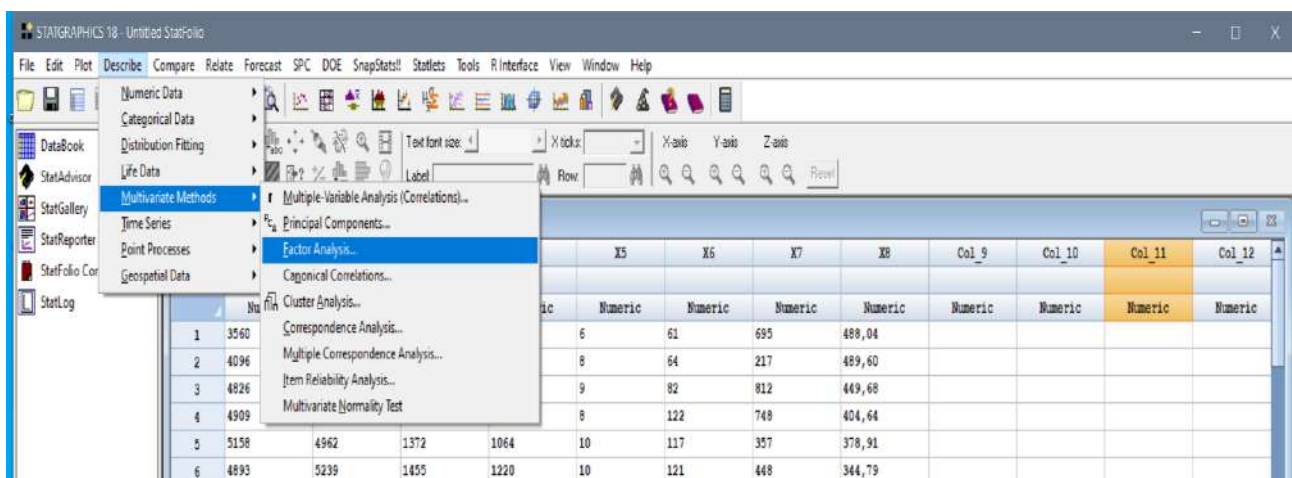 STATGRAPHICS 18 - Untitled StatFolio
File Edit Plot Describe Compare Relate Forecast SPC DOE SnapStats!! Statlets Tools R Interface View Window Help
Numeric Data
Categorical Data
Distribution Fitting
Life Data
Multivariate Methods
Time Series
Point Processes
Geospatial Data
Text font size:
X ticks:
X-axis Y-axis Z-axis
Label:
Row:
Reset
DataBook
StatAdvisor
StatGallery
StatReporter
StatFolio Co
StatLog
Multiple-Variable Analysis (Correlations)...
Principal Components...
Factor Analysis...
Canonical Correlations...
Cluster Analysis...
Correspondence Analysis...
Multiple Correspondence Analysis...
Item Reliability Analysis...
Multivariate Normality Test
X5 X6 X7 X8 Col_9 Col_10 Col_11 Col_12
Nu ic Numeric Numeric Numeric Numeric Numeric Numeric Numeric Numeric
1 3560 6 61 695 488,04
2 4096 8 64 217 489,60
3 4826 9 82 812 449,68
4 4909 8 122 748 404,64
5 5158 4962 1372 1064 10 117 357 378,91
6 4893 5239 1455 1220 10 121 448 344,79